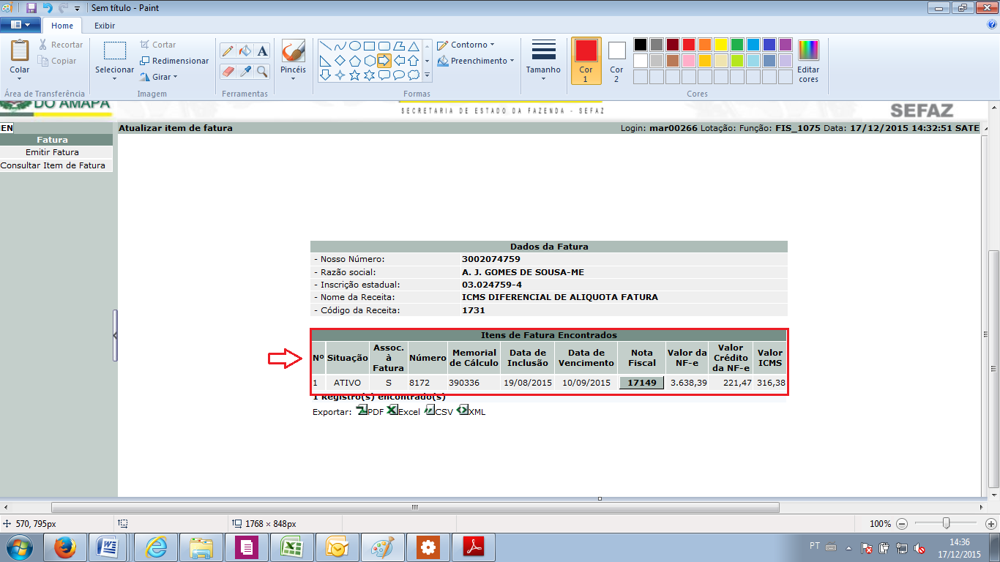 Sem título - Paint
Home
Exibir
Colar
Recortar
Copiar
Área de Transferência
Selecionar
Cortar
Redimensionar
Girar
Imagem
A
Ferramentas
Pincéis
Contorno
Preenchimento
Formas
Tamanho
Cor 1
Cor 2
Editar cores
Cores
DO AMAPÁ
SECRETARIA DE ESTADO DA FAZENDA - SEFAZ
SEFAZ
EN
Atualizar item de fatura
Login: mar00266 Lotação: Função: FIS_1075 Data: 17/12/2015 14:32:51 SATE
Fatura
Emitir Fatura
Consultar Item de Fatura
Dados da Fatura
- Nosso Número: 3002074759
- Razão social: A. J. GOMES DE SOUSA-ME
- Inscrição estadual: 03.024759-4
- Nome da Receita: ICMS DIFERENCIAL DE ALIQUOTA FATURA
- Código da Receita: 1731
Itens de Fatura Encontrados
Nº Situação Assoc. à Fatura Número Memorial de Cálculo Data de Inclusão Data de Vencimento Nota Fiscal Valor da NF-e Valor Crédito da NF-e Valor ICMS
1 ATIVO S 8172 390336 19/08/2015 10/09/2015 17149 3.638,39 221,47 316,38
1 Registro(s) encontrado(s)
Exportar: PDF Excel CSV XML
570, 795px
1768 × 848px
100%
PT
14:36
17/12/2015